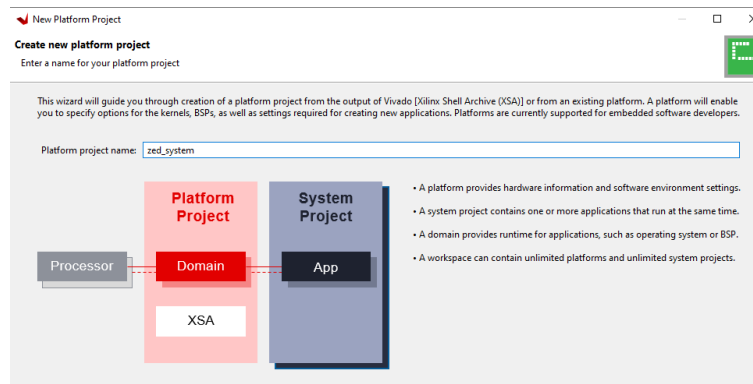 New Platform Project
Create new platform project
Enter a name for your platform project
This wizard will guide you through creation of a platform project from the output of Vivado [Xilinx Shell Archive (XSA)] or from an existing platform. A platform will enable
you to specify options for the kernels, BSPs, as well as settings required for creating new applications. Platforms are currently supported for embedded software developers.
Platform project name: zed_system
Platform
Project
System
Project
Processor
Domain
App
XSA
• A platform provides hardware information and software environment settings.
• A system project contains one or more applications that run at the same time.
• A domain provides runtime for applications, such as operating system or BSP.
• A workspace can contain unlimited platforms and unlimited system projects.